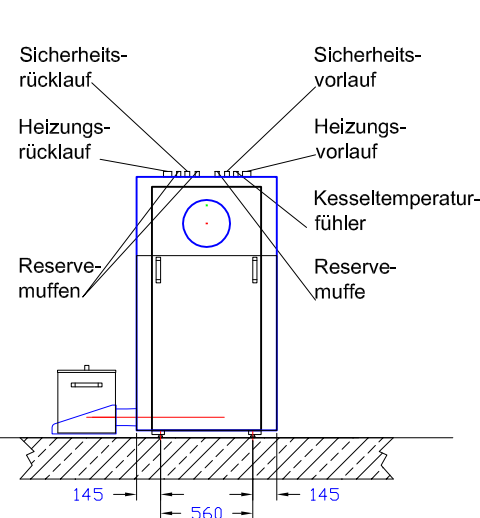 Sicherheits-
rücklauf
Sicherheits-
vorlauf
Heizungs-
rücklauf
Heizungs-
vorlauf
Kesseltemperatur-
fühler
Reserve-
muffen
Reserve-
muffe
145
145
560